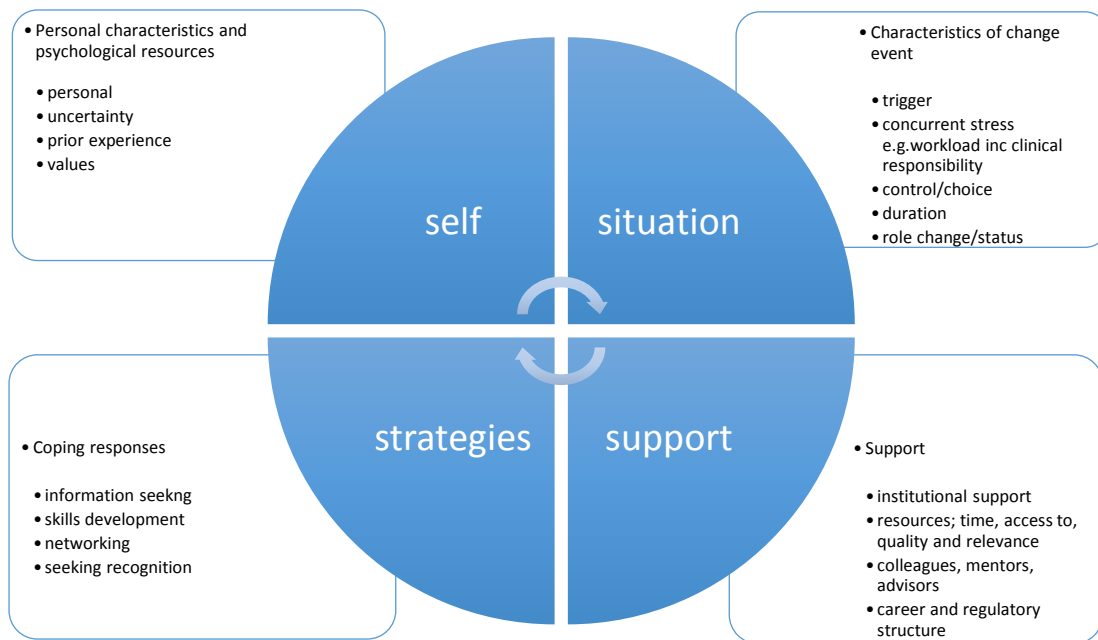 • Personal characteristics and
psychological resources
• personal
• uncertainty
• prior experience
• values
• Characteristics of change
event
• trigger
• concurrent stress
e.g.workload inc clinical
responsibility
• control/choice
• duration
• role change/status
self
situation
strategies
support
• Coping responses
• information seekng
• skills development
• networking
• seeking recognition
• Support
• institutional support
• resources; time, access to,
quality and relevance
• colleagues, mentors,
advisors
• career and regulatory
structure